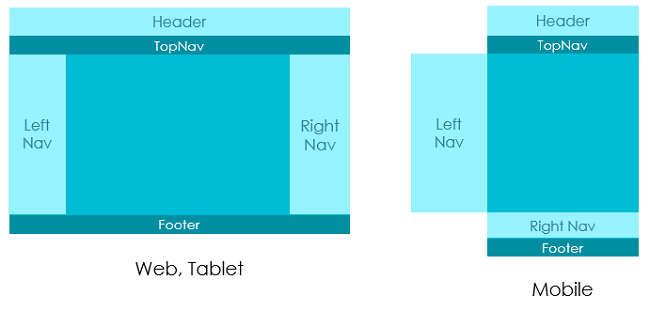 Header
TopNav
Left
Nav
Right
Nav
Footer
Web, Tablet
Header
TopNav
Left
Nav
Right Nav
Footer
Mobile